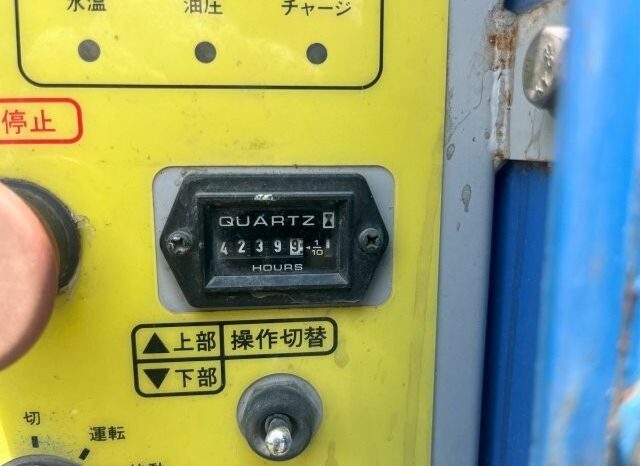 水温 油圧 チャージ
停止
QUARTZ
42399 1/10
HOURS
▲上部 操作切替
▼下部
切
運転